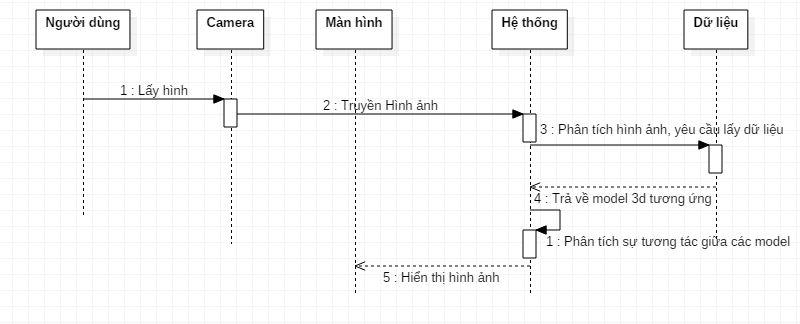 Người dùng
Camera
Màn hình
Hệ thống
Dữ liệu
1 : Lấy hình
2 : Truyền Hình ảnh
3 : Phân tích hình ảnh, yêu cầu lấy dữ liệu
4 : Trả về model 3d tương ứng
1 : Phân tích sự tương tác giữa các model
5 : Hiển thị hình ảnh